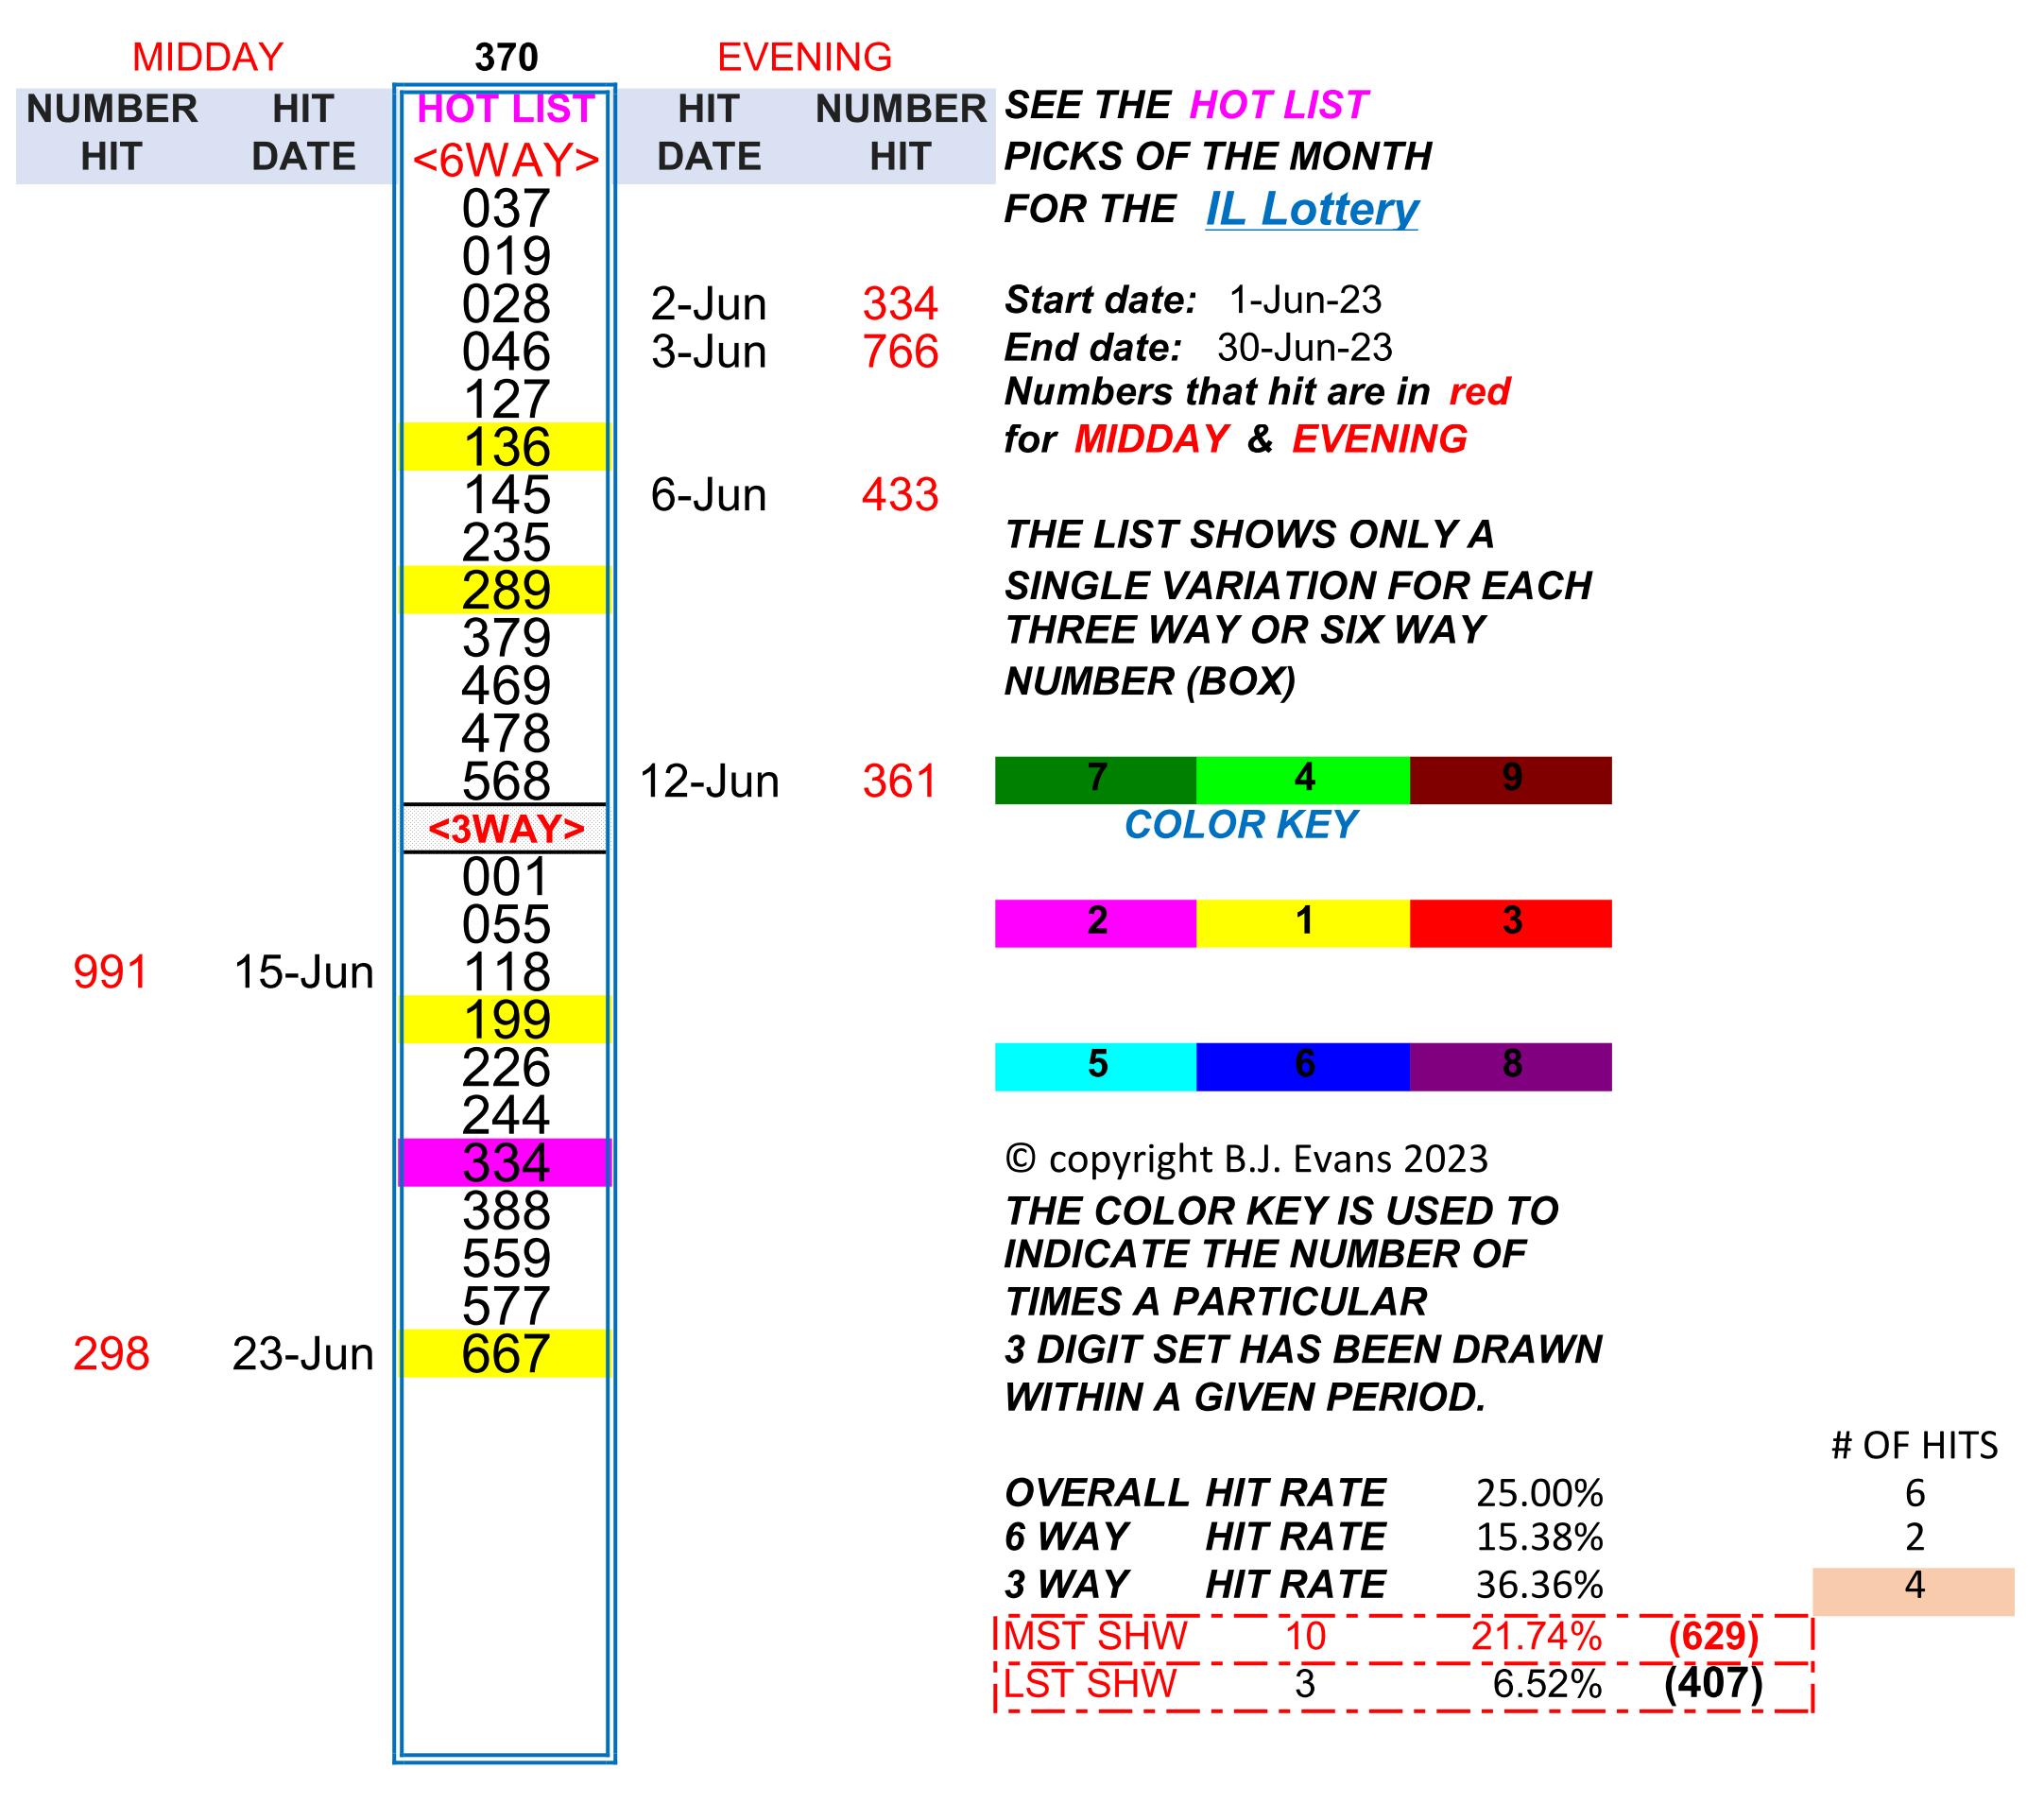 MIDDAY 370 EVENING
NUMBER HIT HOT LIST HIT NUMBER SEE THE HOT LIST
HIT DATE <6WAY> DATE HIT PICKS OF THE MONTH
037 FOR THE IL Lottery
019
028 2-Jun 334 Start date: 1-Jun-23
046 3-Jun 766 End date: 30-Jun-23
127 Numbers that hit are in red
136 for MIDDAY & EVENING
145 6-Jun 433
235 THE LIST SHOWS ONLY A
289 SINGLE VARIATION FOR EACH
379 THREE WAY OR SIX WAY
469 NUMBER (BOX)
478
568 12-Jun 361 7 4 9
<3WAY> COLOR KEY
001
055 2 1 3
991 15-Jun 118
199
226 5 6 8
244
334 © copyright B.J. Evans 2023
388 THE COLOR KEY IS USED TO
559 INDICATE THE NUMBER OF
577 TIMES A PARTICULAR
298 23-Jun 667 3 DIGIT SET HAS BEEN DRAWN
WITHIN A GIVEN PERIOD.
# OF HITS
OVERALL HIT RATE 25.00% 6
6 WAY HIT RATE 15.38% 2
3 WAY HIT RATE 36.36% 4
MST SHW 10 21.74% (629)
LST SHW 3 6.52% (407)